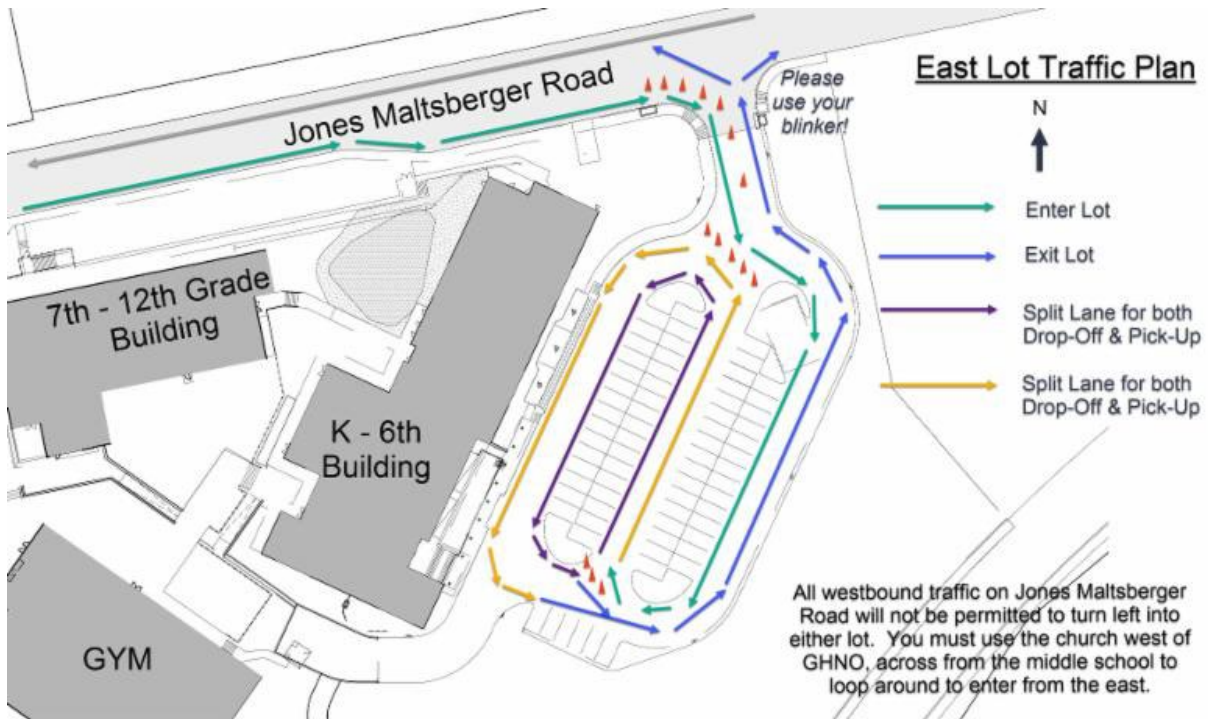 East Lot Traffic Plan
N
Enter Lot
Exit Lot
Split Lane for both
Drop-Off & Pick-Up
Split Lane for both
Drop-Off & Pick-Up
Jones Maltsberger Road
Please
use your
blinker!
7th - 12th Grade
Building
K - 6th
Building
GYM
All westbound traffic on Jones Maltsberger
Road will not be permitted to turn left into
either lot. You must use the church west of
GHNO, across from the middle school to
loop around to enter from the east.